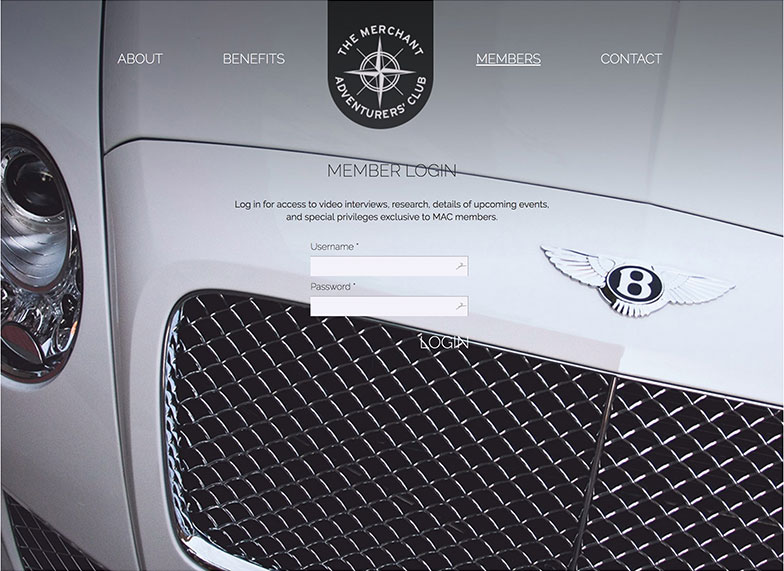 ABOUT
BENEFITS
THE MERCHANT
ADVENTURERS' CLUB
MEMBERS
CONTACT
MEMBER LOGIN
Log in for access to video interviews, research, details of upcoming events,
and special privileges exclusive to MAC members.
Username *
Password *
LOGIN
B